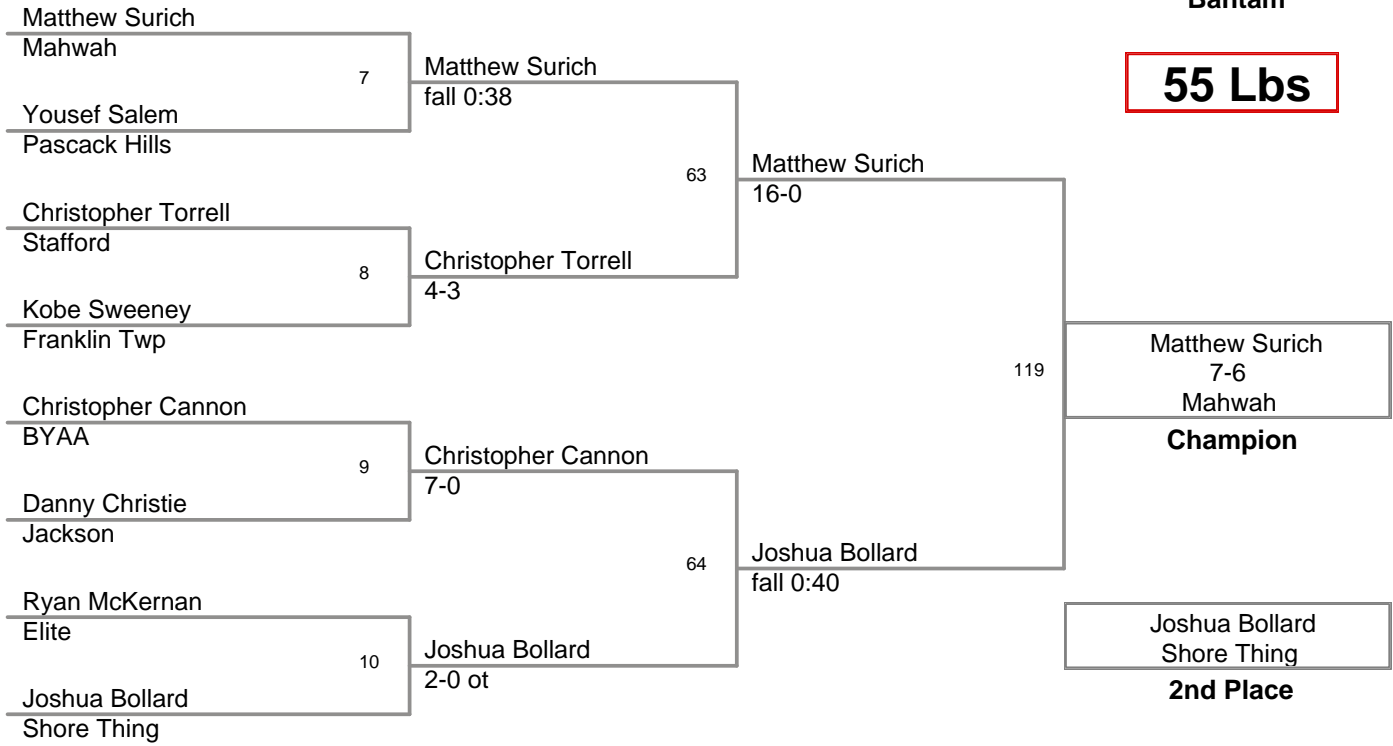 Bantam
55 Lbs
Matthew Surich
Mahwah
7
Yousef Salem
Pascack Hills
Christopher Torrell
Stafford
8
Kobe Sweeney
Franklin Twp
Christopher Cannon
BYAA
9
Danny Christie
Jackson
Ryan McKernan
Elite
10
Joshua Bollard
Shore Thing
Matthew Surich
fall 0:38
63
Christopher Torrell
4-3
Christopher Cannon
7-0
64
Joshua Bollard
2-0 ot
Matthew Surich
16-0
119
Joshua Bollard
fall 0:40
Matthew Surich
7-6
Mahwah
Champion
Joshua Bollard
Shore Thing
2nd Place